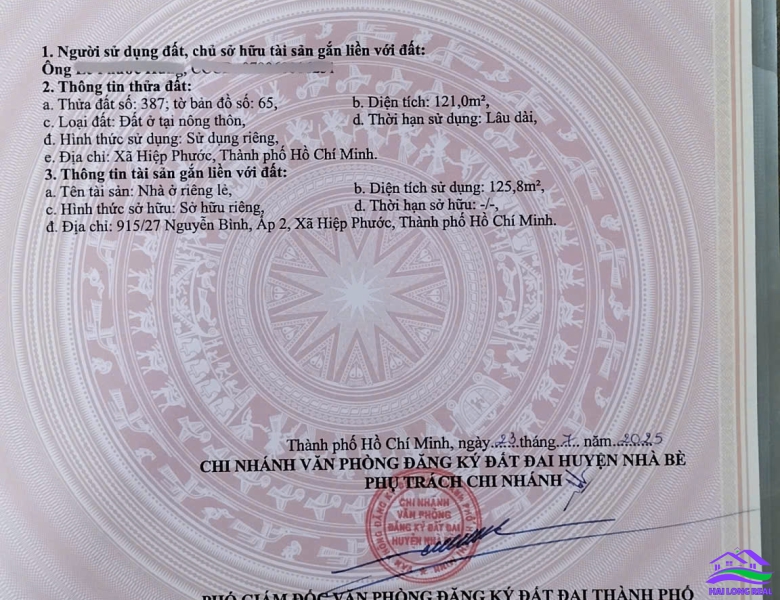 1. Người sử dụng đất, chủ sở hữu tài sản gắn liền với đất:
Ông
2. Thông tin thửa đất:
a. Thửa đất số: 387; tờ bản đồ số: 65, b. Diện tích: 121,0m²,
c. Loại đất: Đất ở tại nông thôn, d. Thời hạn sử dụng: Lâu dài,
đ. Hình thức sử dụng: Sử dụng riêng,
e. Địa chỉ: Xã Hiệp Phước, Thành phố Hồ Chí Minh.
3. Thông tin tài sản gắn liền với đất:
a. Tên tài sản: Nhà ở riêng lẻ, b. Diện tích sử dụng: 125,8m²,
c. Hình thức sở hữu: Sở hữu riêng, d. Thời hạn sở hữu: -/-,
đ. Địa chỉ: 915/27 Nguyễn Bình, Ấp 2, Xã Hiệp Phước, Thành phố Hồ Chí Minh.
Thành phố Hồ Chí Minh, ngày 23 tháng 7 năm 2025
CHI NHÁNH VĂN PHÒNG ĐĂNG KÝ ĐẤT ĐAI HUYỆN NHÀ BÈ
PHỤ TRÁCH CHI NHÁNH
CHI NHÁNH
VĂN PHÒNG
ĐĂNG KÝ ĐẤT ĐAI
HUYỆN NHÀ
PHÓ GIÁM ĐỐC VĂN PHÒNG ĐĂNG KÝ ĐẤT ĐAI THÀNH PHỐ
HAI LONG REAL